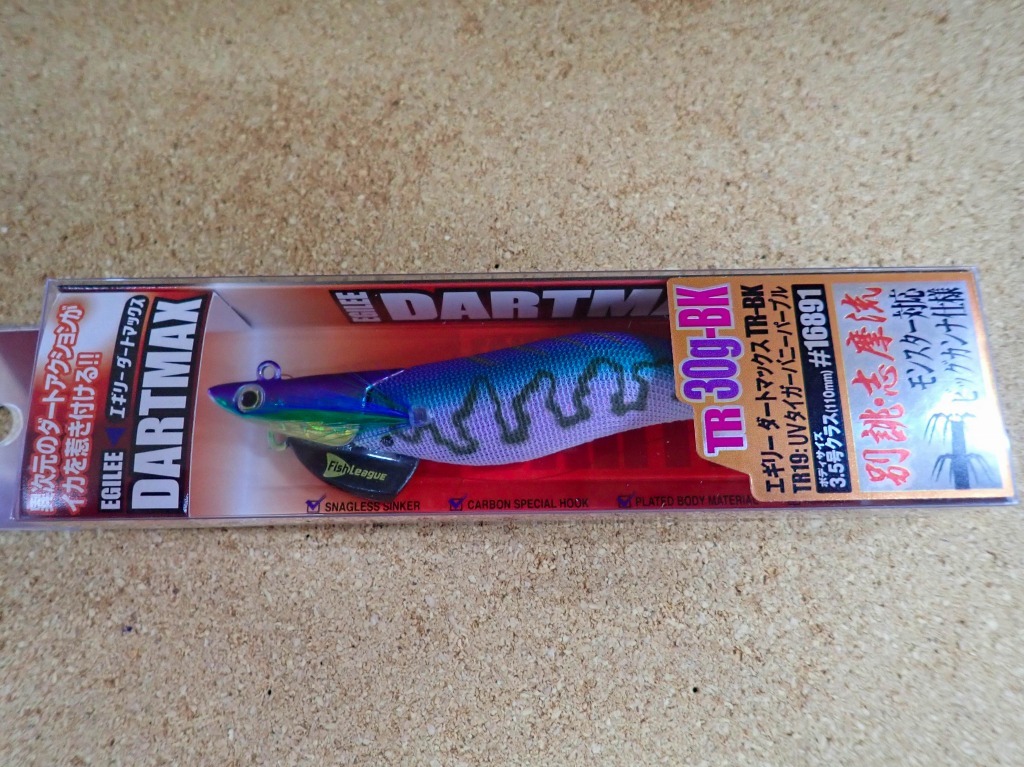 異次元のダートアクションが
イカを惹き付ける!!
EGILEE エギリー ダートマックス
DARTMAX
EGILEE DARTMA
FishLeague
SNAGLESS SINKER
CARBON SPECIAL HOOK
PLATED BODY MATERIA
TR 30g-BK
エギリー ダートマックス TR-BK
TR19:UVタイガーバニーパープル
ボディサイズ
3.5号クラス(110mm) #16891
別誂・志摩流
モンスター対応
ビッグカンナ仕様